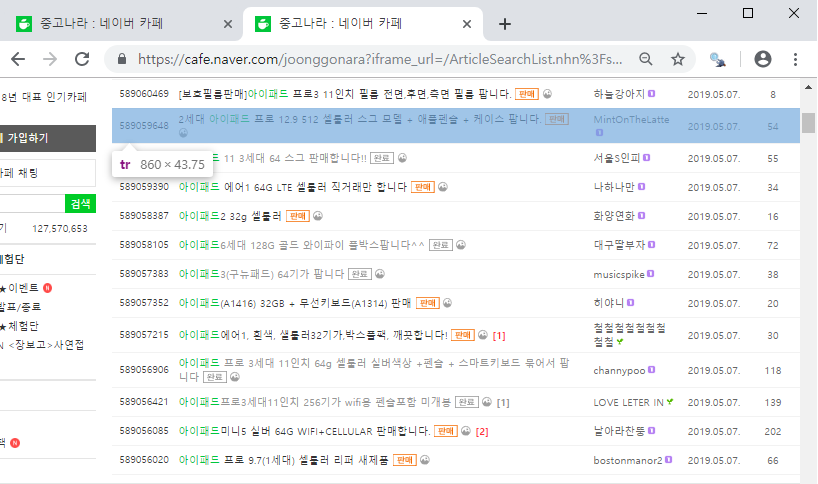 중고나라 : 네이버 카페
중고나라 : 네이버 카페
https://cafe.naver.com/joonggonara?iframe_url=/ArticleSearchList.nhn%3Fs...
8년 대표 인기카페
가입하기
카페 채팅
검색
기 127,570,653
체험단
★이벤트 N
발표/종료
★체험단
N <장보고>사연접
책 N
589060469 [보호필름판매]아이패드 프로3 11인치 필름 전면,후면,측면 필름 팝니다. 판매 하늘강아지 2019.05.07. 8
589059648 2세대 아이패드 프로 12.9 512 셀룰러 스그 모델 + 애플펜슬 + 케이스 팝니다. 판매 MintOnTheLatte 2019.05.07. 54
tr 860 × 43.75
아이패드 11 3세대 64 스그 판매합니다!! 완료 서울S인피 2019.05.07. 55
589059390 아이패드 에어1 64G LTE 셀룰러 직거래만 합니다 판매 나하나만 2019.05.07. 34
589058387 아이패드2 32g 셀룰러 판매 화양연화 2019.05.07. 16
589058105 아이패드6세대 128G 골드 와이파이 풀박스팝니다^^ 완료 대구딸부자 2019.05.07. 72
589057383 아이패드3(구뉴패드) 64기가 팝니다 완료 musicspike 2019.05.07. 38
589057352 아이패드(A1416) 32GB + 무선키보드(A1314) 판매 판매 히야니 2019.05.07. 20
589057215 아이패드에어1, 흰색, 셀룰러32기가,박스풀팩, 깨끗합니다! 판매 [1] 철철철철철철철철철 2019.05.07. 30
589056906 아이패드 프로 3세대 11인치 64g 셀룰러 실버색상 +펜슬 + 스마트키보드 묶어서 팝
니다 완료 channypoo 2019.05.07. 118
589056421 아이패드프로3세대11인치 256기가 wifi용 펜슬포함 미개봉 완료 [1] LOVE LETER IN 2019.05.07. 139
589056085 아이패드미니5 실버 64G WIFI+CELLULAR 판매합니다. 판매 [2] 날아라찬뚱 2019.05.07. 202
589056020 아이패드 프로 9.7(1세대) 셀룰러 리퍼 새제품 판매 bostonmanor2 2019.05.07. 66